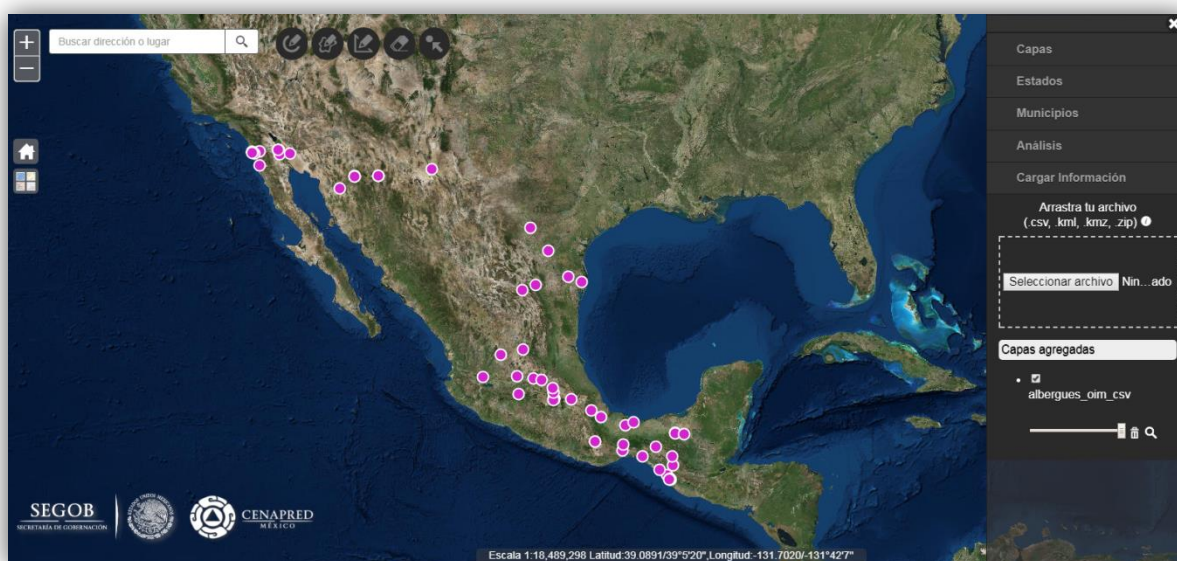 +
Buscar dirección o lugar
−
Capas
Estados
Municipios
Análisis
Cargar Información
Arrastra tu archivo
(.csv, .kml, .kmz, .zip) i
Seleccionar archivo Nin...ado
Capas agregadas
albergues_oim_csv
SEGOB
SECRETARÍA DE GOBERNACIÓN
CENAPRED
MÉXICO
Escala 1:18,489,298 Latitud:39.0891/39°5'20",Longitud:-131.7020/-131°42'7"